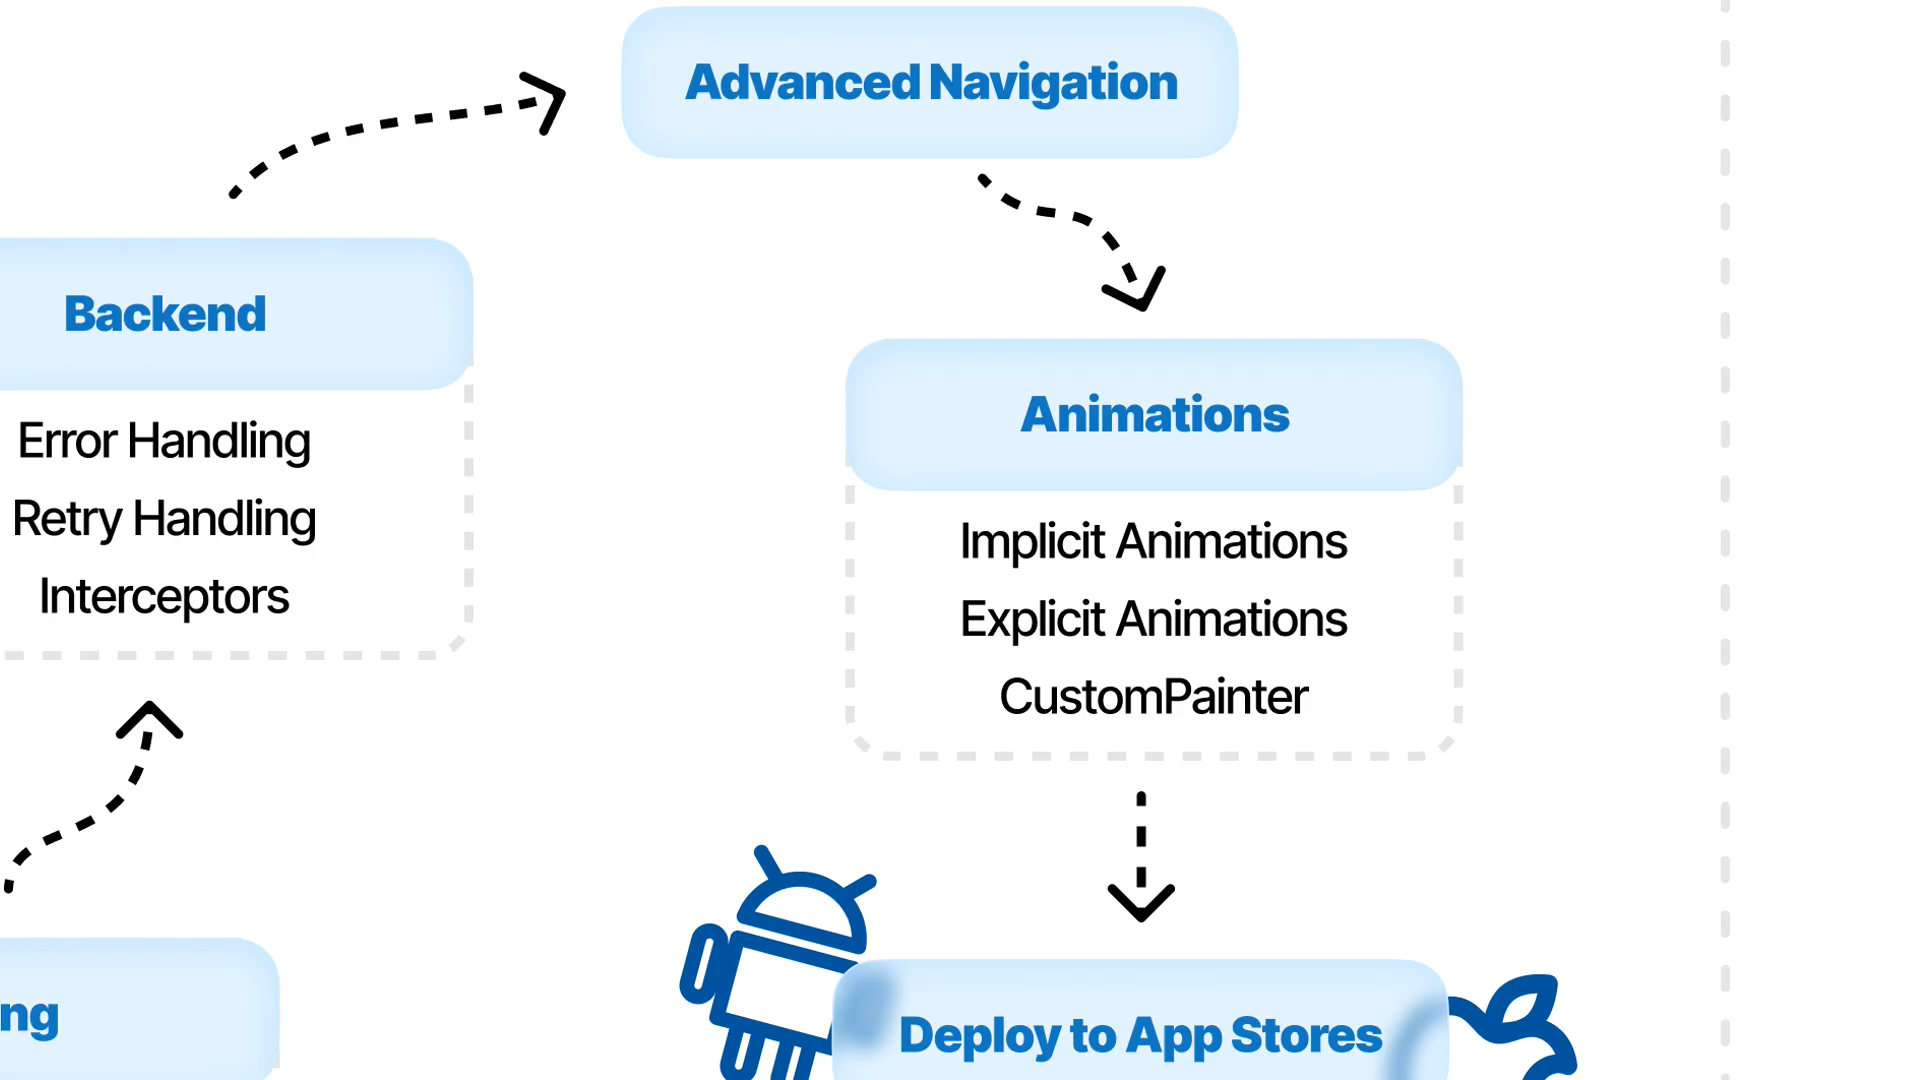 Advanced Navigation
Backend
Error Handling
Retry Handling
Interceptors
Animations
Implicit Animations
Explicit Animations
CustomPainter
ng
Deploy to App Stores